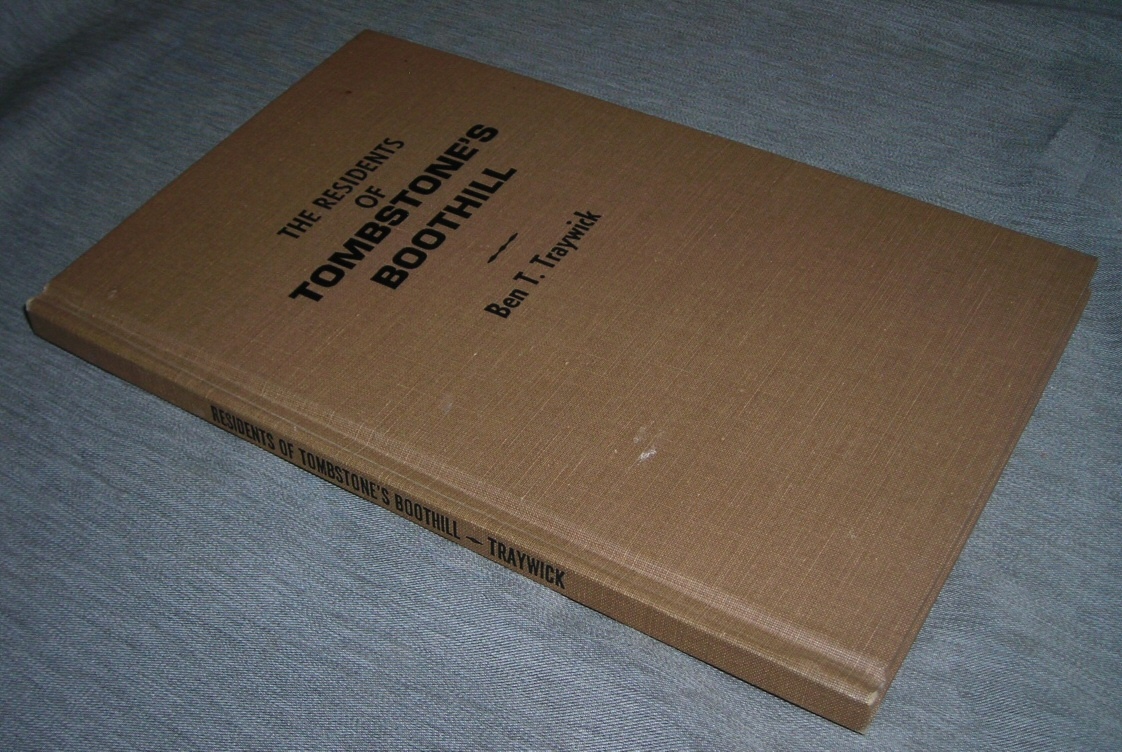 THE RESIDENTS
OF
TOMBSTONE'S
BOOTHILL
Ben T. Traywick
RESIDENTS OF TOMBSTONE'S BOOTHILL ~ TRAYWICK